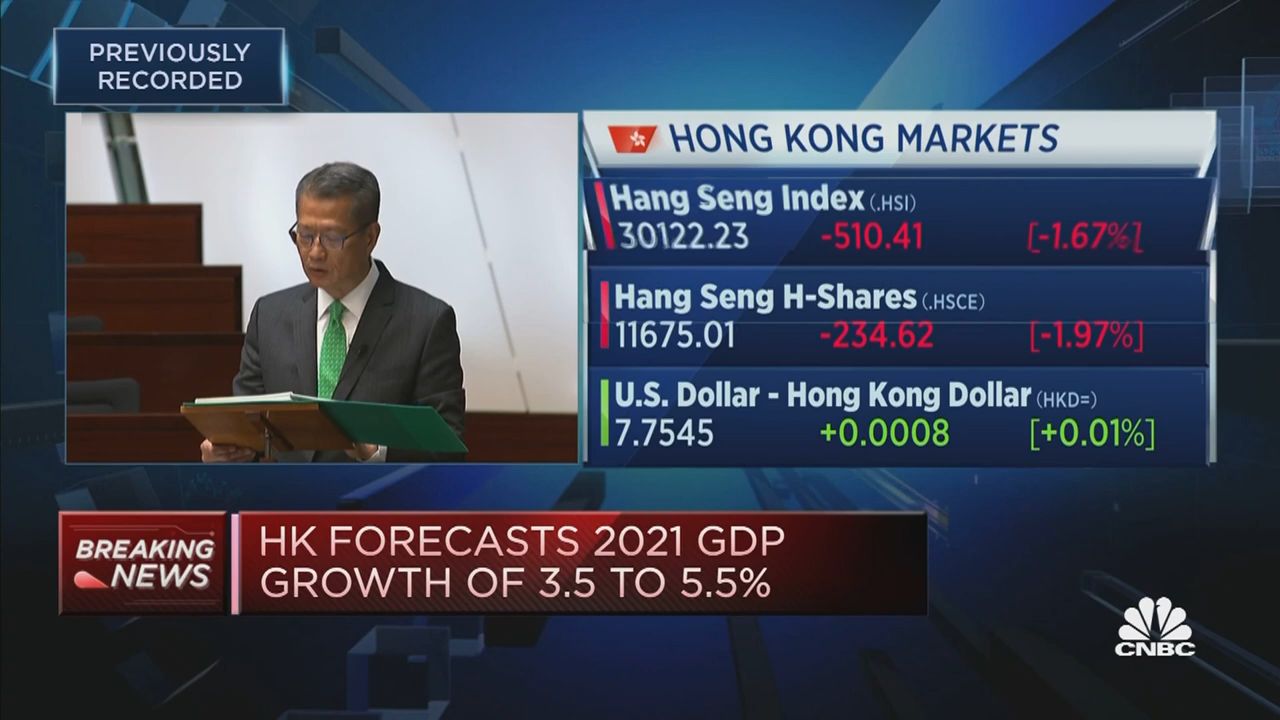 PREVIOUSLY
RECORDED
HONG KONG MARKETS
Hang Seng Index (.HSI)
30122.23 -510.41 [-1.67%]
Hang Seng H-Shares (.HSCE)
11675.01 -234.62 [-1.97%]
U.S. Dollar - Hong Kong Dollar (HKD=)
7.7545 +0.0008 [+0.01%]
BREAKING
NEWS
HK FORECASTS 2021 GDP
GROWTH OF 3.5 TO 5.5%
CNBC